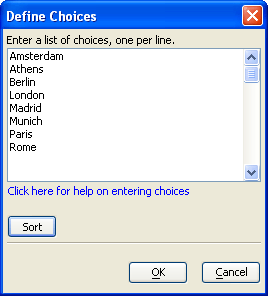 Define Choices
Enter a list of choices, one per line.
Amsterdam
Athens
Berlin
London
Madrid
Munich
Paris
Rome
Click here for help on entering choices
Sort
OK
Cancel